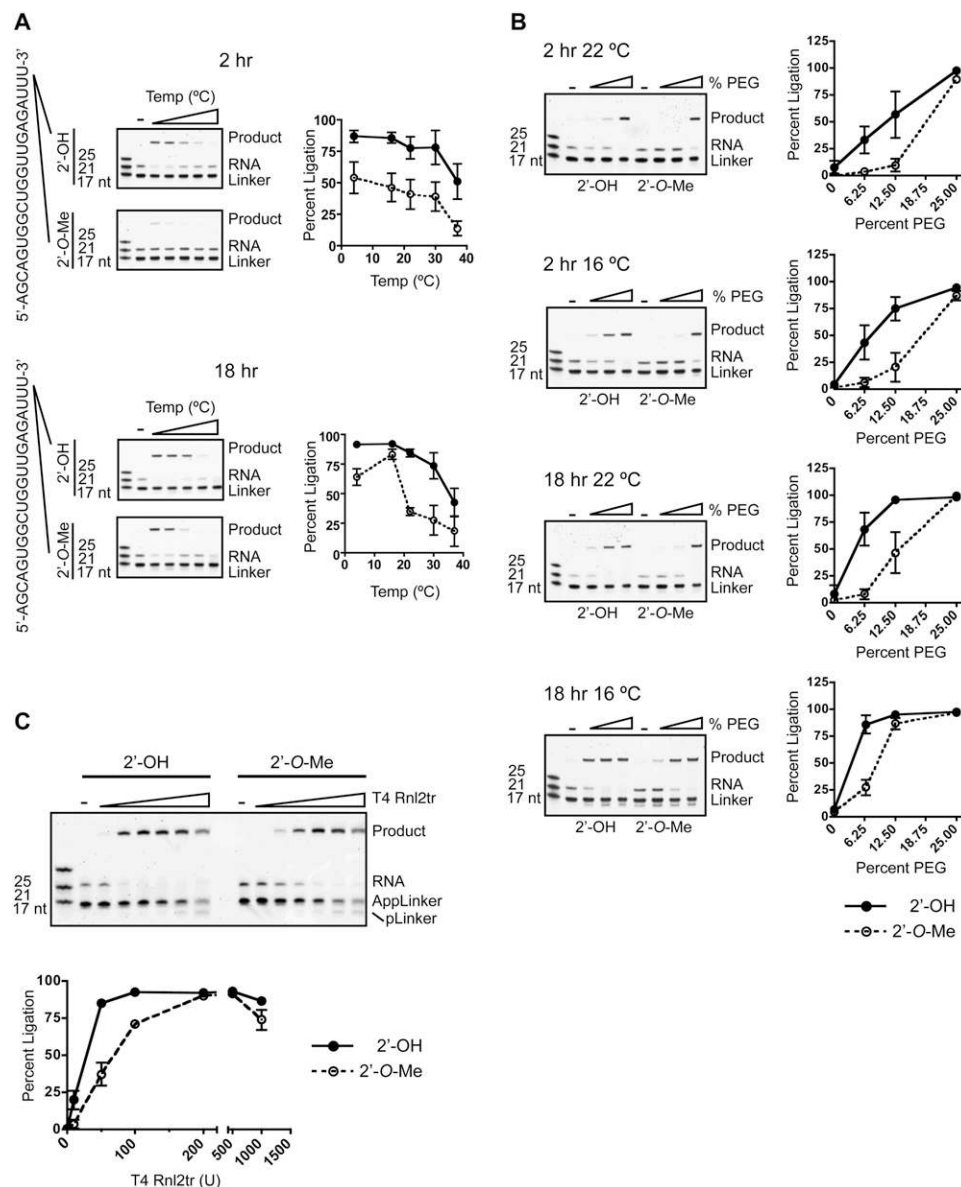 A
2 hr
5'-AGCAGUGGCUGGUUGAGAUUU-3'
Temp (ºC)
-
2'-OH
25
21
17 nt
Product
RNA
Linker
2'-O-Me
25
21
17 nt
Product
RNA
Linker
Percent Ligation
100
75
50
25
0
0 10 20 30 40
Temp (ºC)
18 hr
5'-AGCAGUGGCUGGUUGAGAUUU-3'
Temp (ºC)
-
2'-OH
25
21
17 nt
Product
RNA
Linker
2'-O-Me
25
21
17 nt
Product
RNA
Linker
Percent Ligation
100
75
50
25
0
0 10 20 30 40
Temp (ºC)
B
2 hr 22 ºC
- - % PEG
25
21
17 nt
Product
RNA
Linker
2'-OH 2'-O-Me
Percent Ligation
125
100
75
50
25
0
0 6.25 12.50 18.75 25.00
Percent PEG
2 hr 16 ºC
- - % PEG
25
21
17 nt
Product
RNA
Linker
2'-OH 2'-O-Me
Percent Ligation
125
100
75
50
25
0
0 6.25 12.50 18.75 25.00
Percent PEG
18 hr 22 ºC
- - % PEG
25
21
17 nt
Product
RNA
Linker
2'-OH 2'-O-Me
Percent Ligation
125
100
75
50
25
0
0 6.25 12.50 18.75 25.00
Percent PEG
18 hr 16 ºC
- - % PEG
25
21
17 nt
Product
RNA
Linker
2'-OH 2'-O-Me
Percent Ligation
125
100
75
50
25
0
0 6.25 12.50 18.75 25.00
Percent PEG
2'-OH
2'-O-Me
C
2'-OH 2'-O-Me
- - T4 Rnl2tr
25
21
17 nt
Product
RNA
AppLinker
pLinker
Percent Ligation
100
75
50
25
0
0 100 200 500 1000 1500
T4 Rnl2tr (U)
2'-OH
2'-O-Me